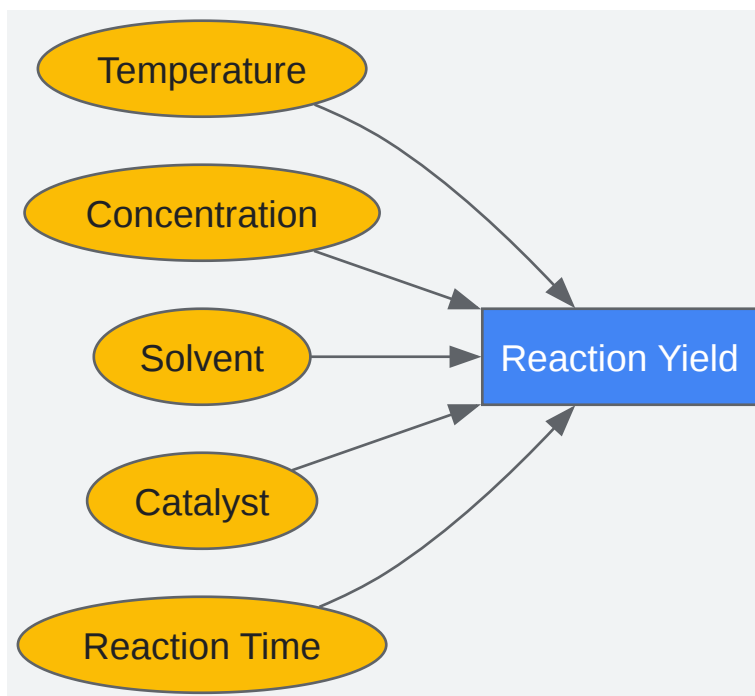 Temperature
Concentration
Solvent
Reaction Yield
Catalyst
Reaction Time